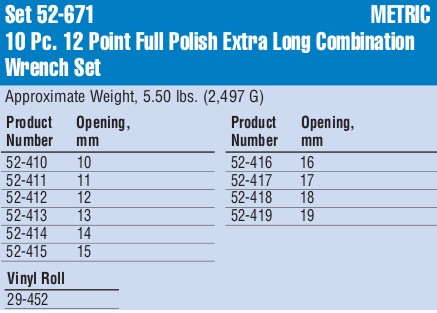 Set 52-671 METRIC
10 Pc. 12 Point Full Polish Extra Long Combination
Wrench Set
Approximate Weight, 5.50 lbs. (2,497 G)
Product Opening,
Number mm
52-410 10
52-411 11
52-412 12
52-413 13
52-414 14
52-415 15
Product Opening,
Number mm
52-416 16
52-417 17
52-418 18
52-419 19
Vinyl Roll
29-452